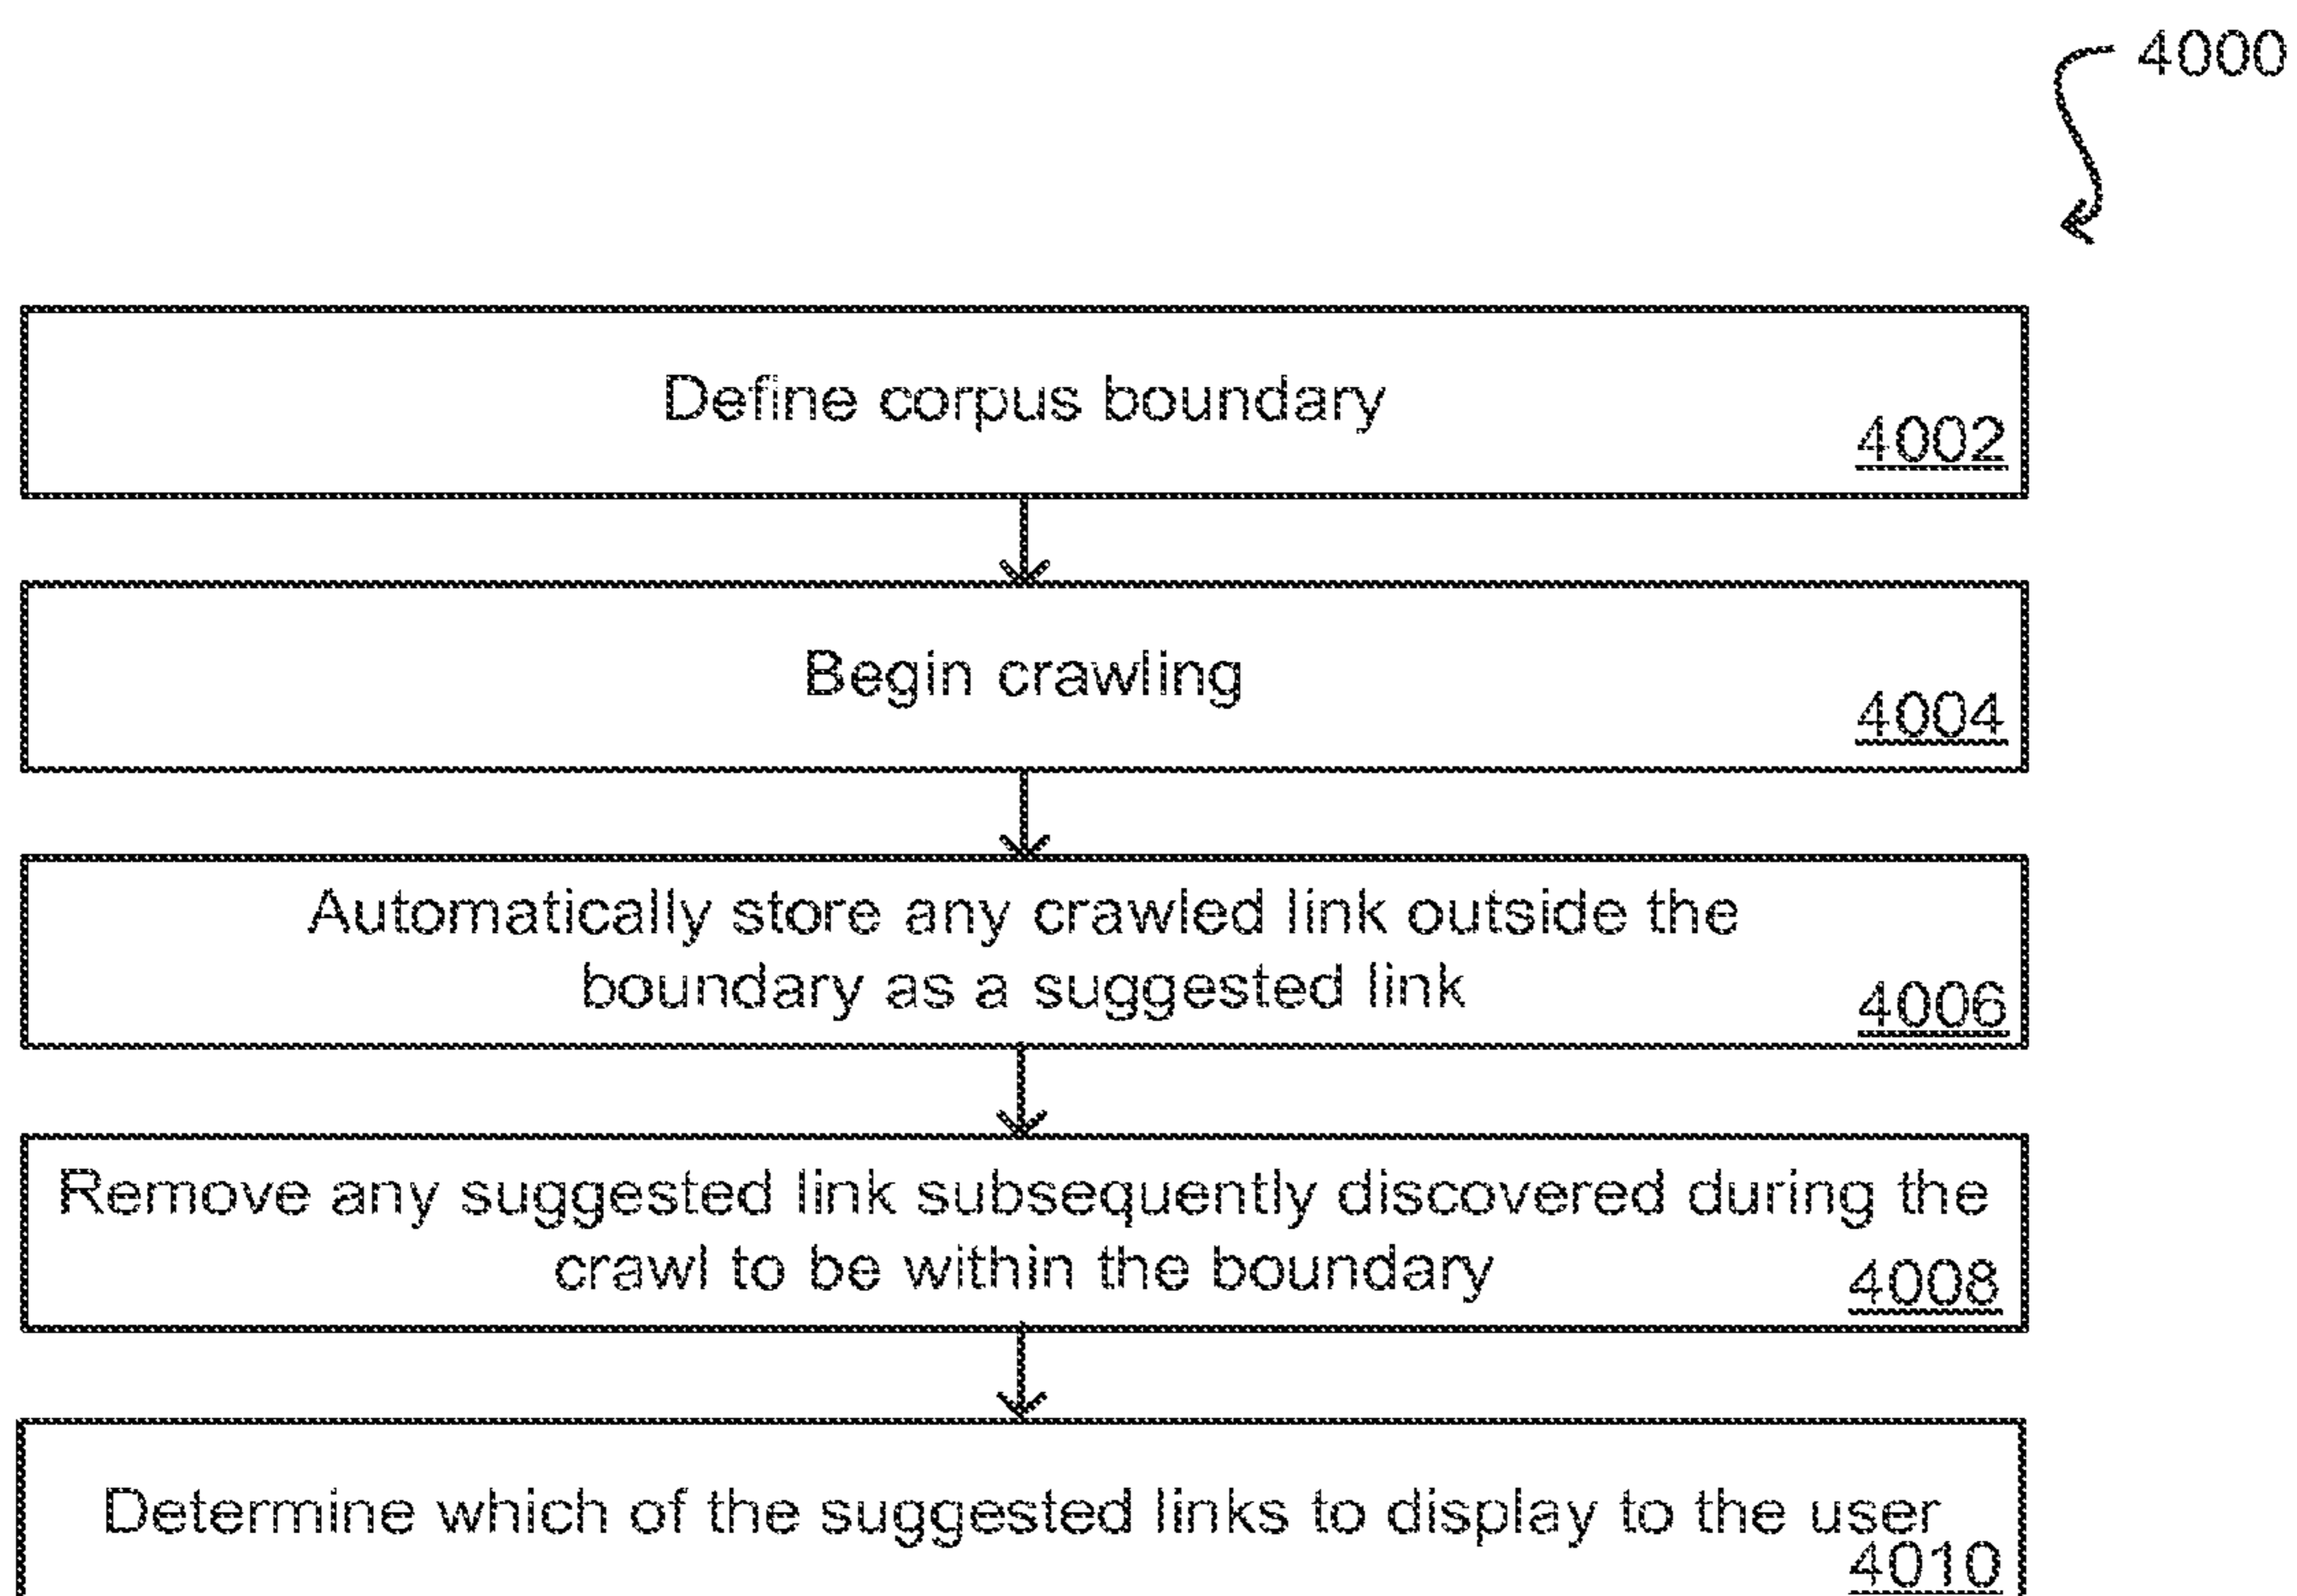 4000
Define corpus boundary
4002
Begin crawling
4004
Automatically store any crawled link outside the
boundary as a suggested link
4006
Remove any suggested link subsequently discovered during the
crawl to be within the boundary
4008
Determine which of the suggested links to display to the user
4010